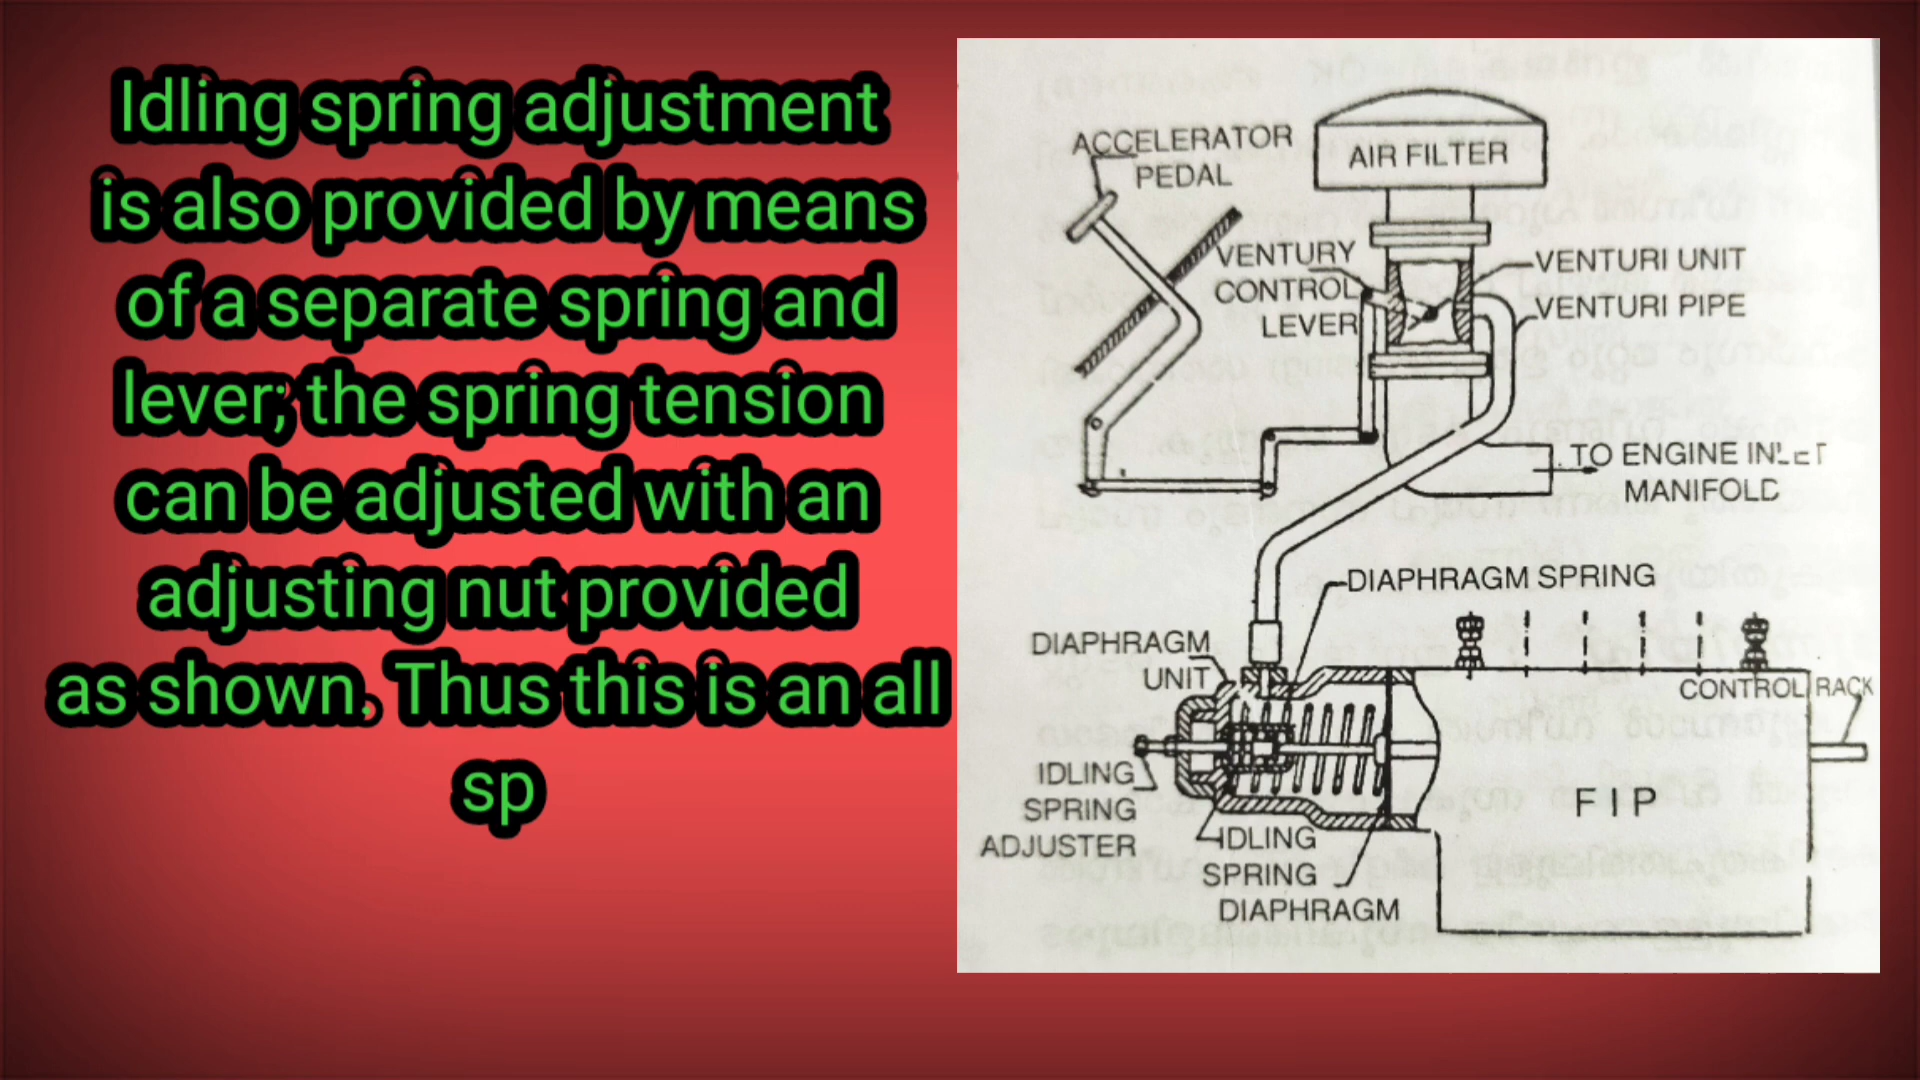 Idling spring adjustment
is also provided by means
of a separate spring and
lever; the spring tension
can be adjusted with an
adjusting nut provided
as shown. Thus this is an all
sp
ACCELERATOR
PEDAL
AIR FILTER
VENTURY
CONTROL
LEVER
VENTURI UNIT
VENTURI PIPE
TO ENGINE INLET
MANIFOLD
DIAPHRAGM SPRING
DIAPHRAGM
UNIT
CONTROL RACK
IDLING
SPRING
ADJUSTER
IDLING
SPRING
DIAPHRAGM
F I P